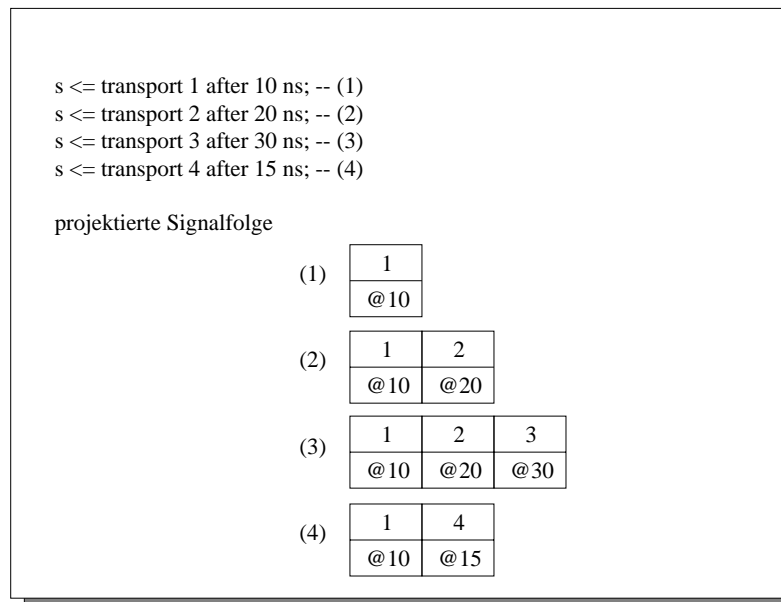 s <= transport 1 after 10 ns; -- (1)
s <= transport 2 after 20 ns; -- (2)
s <= transport 3 after 30 ns; -- (3)
s <= transport 4 after 15 ns; -- (4)
projektierte Signalfolge
(1)
1
@10
(2)
1 2
@10 @20
(3)
1 2 3
@10 @20 @30
(4)
1 4
@10 @15